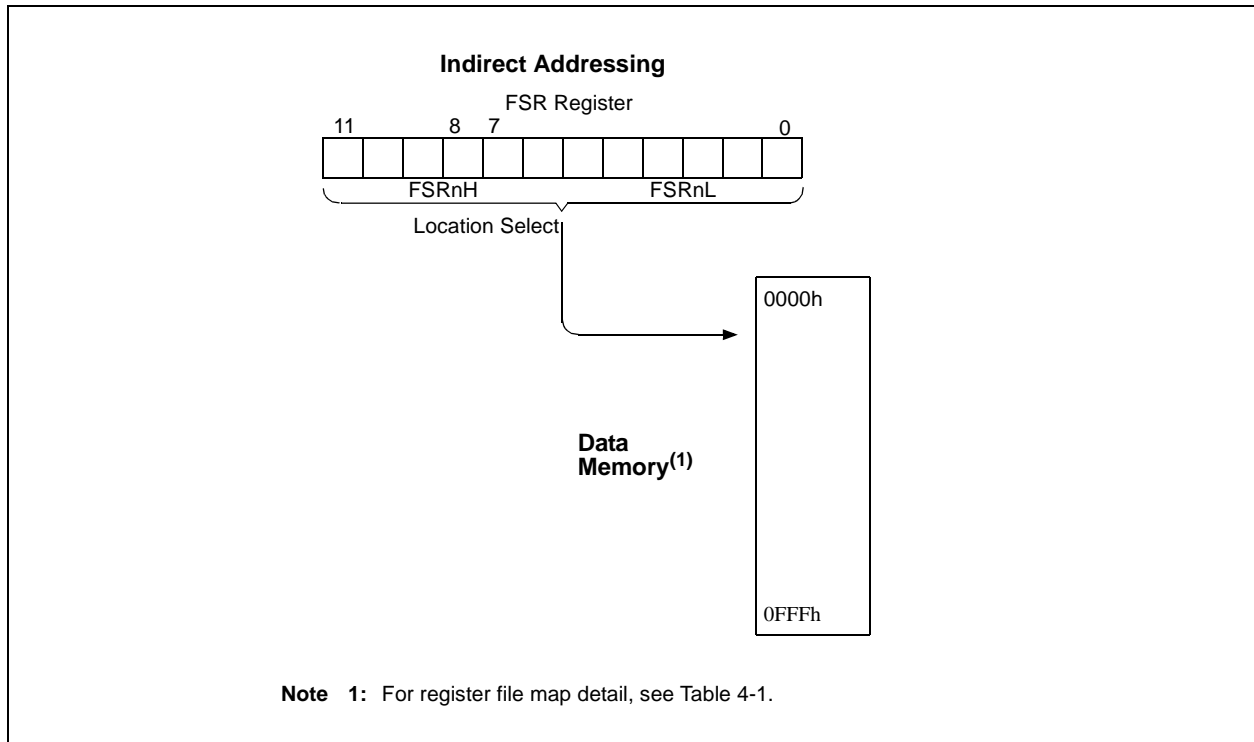 Indirect Addressing
FSR Register
11 8 7 0
FSRnH FSRnL
Location Select
0000h
Data
Memory(1)
0FFFh
Note 1: For register file map detail, see Table 4-1.